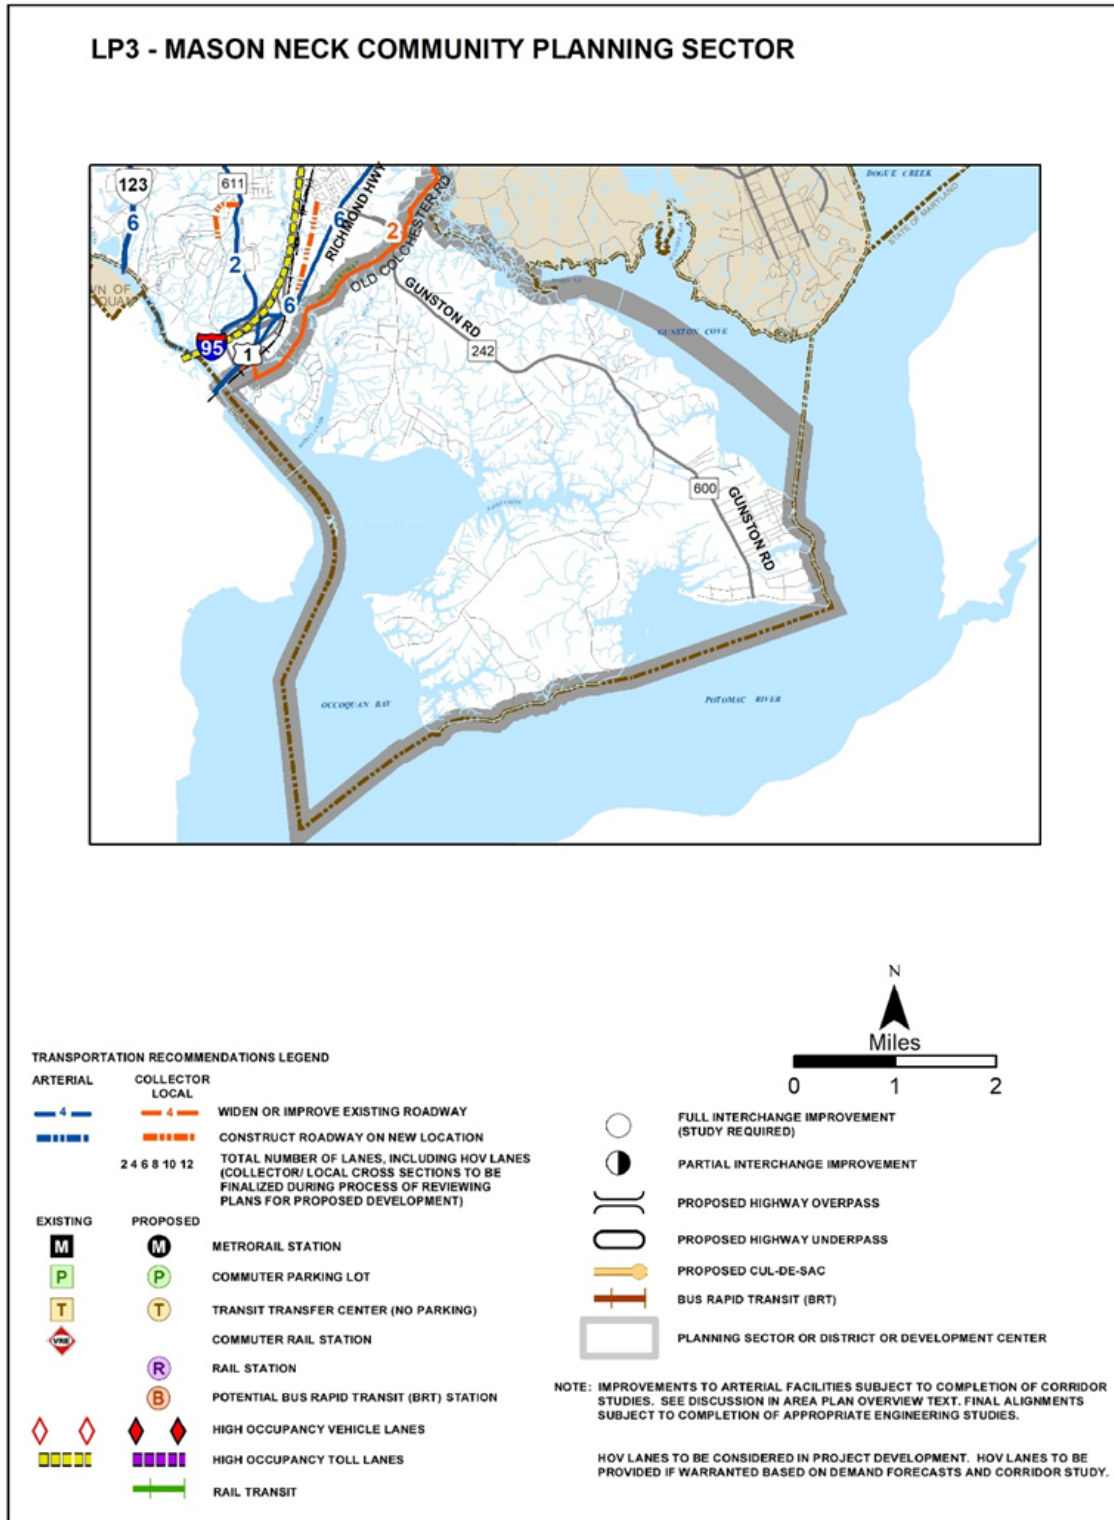 LP3 - MASON NECK COMMUNITY PLANNING SECTOR
123
611
6
2
RICHMOND HWY
6
2
OLD COLCHESTER RD
DOGUE CREEK
STATE OF MARYLAND
6
95
1
GUNSTON RD
242
GUNSTON COVE
600
GUNSTON RD
OCCOQUAN BAY
POTOMAC RIVER
N
Miles
0 1 2
TRANSPORTATION RECOMMENDATIONS LEGEND
ARTERIAL
COLLECTOR
LOCAL
4 4 WIDEN OR IMPROVE EXISTING ROADWAY
CONSTRUCT ROADWAY ON NEW LOCATION
2 4 6 8 10 12 TOTAL NUMBER OF LANES, INCLUDING HOV LANES
(COLLECTOR/ LOCAL CROSS SECTIONS TO BE
FINALIZED DURING PROCESS OF REVIEWING
PLANS FOR PROPOSED DEVELOPMENT)
EXISTING PROPOSED
M M METRORAIL STATION
P P COMMUTER PARKING LOT
T T TRANSIT TRANSFER CENTER (NO PARKING)
VRE COMMUTER RAIL STATION
R RAIL STATION
B POTENTIAL BUS RAPID TRANSIT (BRT) STATION
HIGH OCCUPANCY VEHICLE LANES
HIGH OCCUPANCY TOLL LANES
RAIL TRANSIT
FULL INTERCHANGE IMPROVEMENT
(STUDY REQUIRED)
PARTIAL INTERCHANGE IMPROVEMENT
PROPOSED HIGHWAY OVERPASS
PROPOSED HIGHWAY UNDERPASS
PROPOSED CUL-DE-SAC
BUS RAPID TRANSIT (BRT)
PLANNING SECTOR OR DISTRICT OR DEVELOPMENT CENTER
NOTE: IMPROVEMENTS TO ARTERIAL FACILITIES SUBJECT TO COMPLETION OF CORRIDOR
STUDIES. SEE DISCUSSION IN AREA PLAN OVERVIEW TEXT. FINAL ALIGNMENTS
SUBJECT TO COMPLETION OF APPROPRIATE ENGINEERING STUDIES.
HOV LANES TO BE CONSIDERED IN PROJECT DEVELOPMENT. HOV LANES TO BE
PROVIDED IF WARRANTED BASED ON DEMAND FORECASTS AND CORRIDOR STUDY.